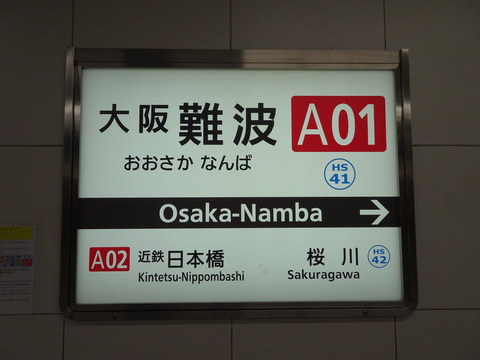 大阪難波 A01
おおさか なんば
HS
41
Osaka-Namba →
A02 近鉄日本橋 桜川 HS
Kintetsu-Nippombashi Sakuragawa 42